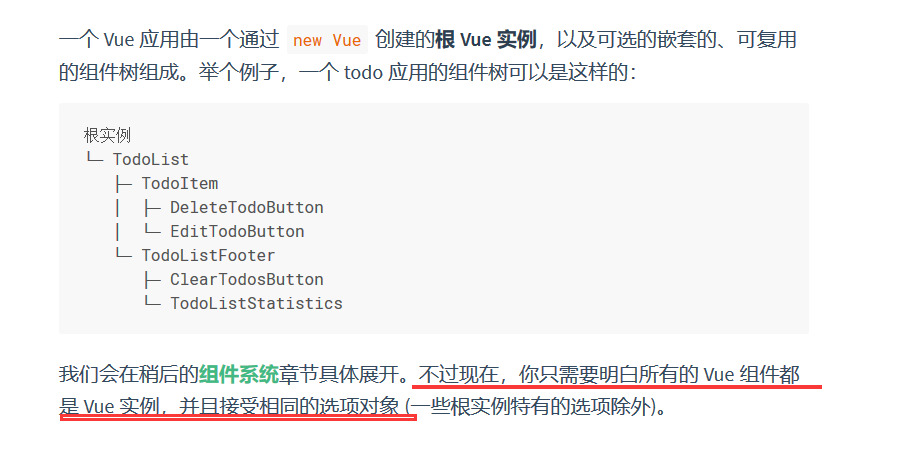 一个 Vue 应用由一个通过 new Vue 创建的根 Vue 实例，以及可选的嵌套的、可复用
的组件树组成。举个例子，一个 todo 应用的组件树可以是这样的：
根实例
└─ TodoList
   ├─ TodoItem
   │  ├─ DeleteTodoButton
   │  └─ EditTodoButton
   └─ TodoListFooter
      ├─ ClearTodosButton
      └─ TodoListStatistics
我们会在稍后的组件系统章节具体展开。不过现在，你只需要明白所有的 Vue 组件都
是 Vue 实例，并且接受相同的选项对象 (一些根实例特有的选项除外)。